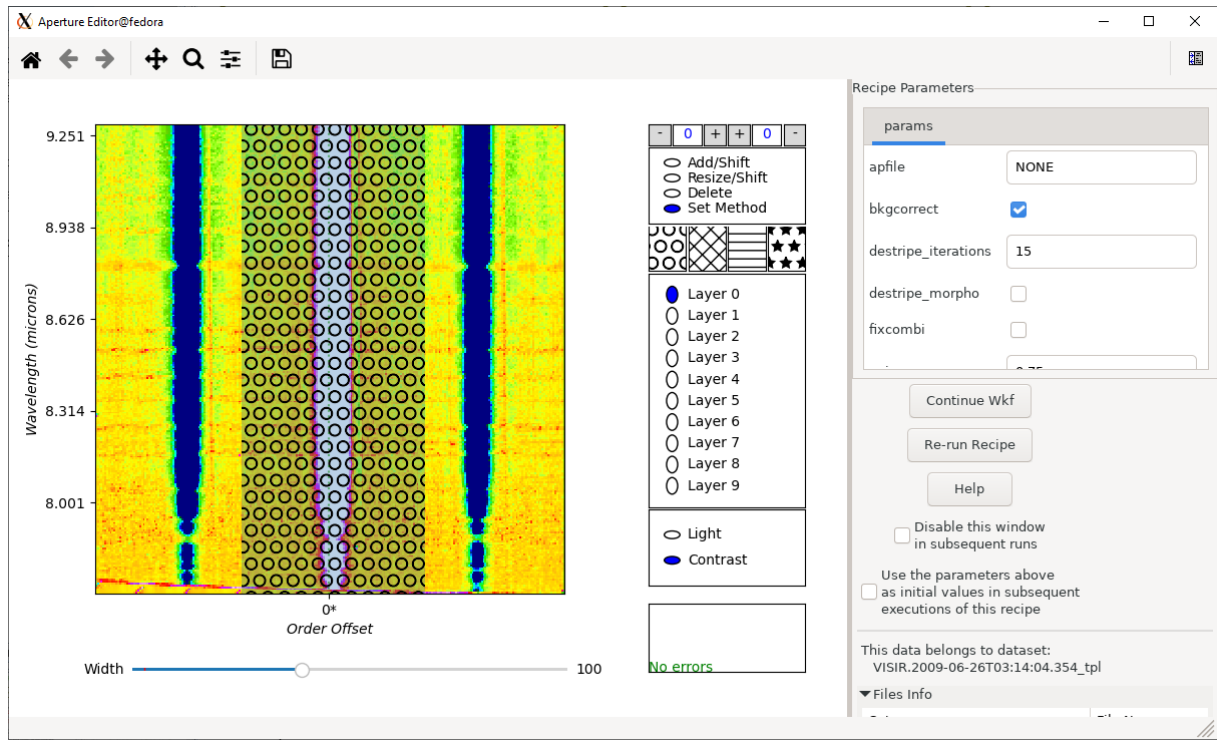 Aperture Editor@fedora
Recipe Parameters
params
apfile NONE
bkgcorrect
destripe_iterations 15
destripe_morpho
fixcombi
Continue Wkf
Re-run Recipe
Help
Disable this window
in subsequent runs
Use the parameters above
as initial values in subsequent
executions of this recipe
This data belongs to dataset:
VISIR.2009-06-26T03:14:04.354_tpl
Files Info
9.251
8.938
8.626
8.314
8.001
Wavelength (microns)
0*
Order Offset
Width 100
- 0 + + 0 -
Add/Shift
Resize/Shift
Delete
Set Method
Layer 0
Layer 1
Layer 2
Layer 3
Layer 4
Layer 5
Layer 6
Layer 7
Layer 8
Layer 9
Light
Contrast
No errors